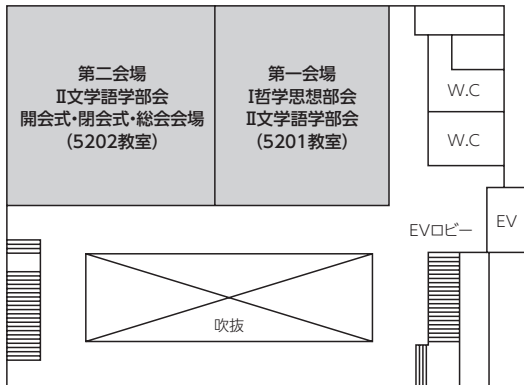 第二会場
Ⅱ文学語学部会
開会式・閉会式・総会会場
（5202教室）
第一会場
Ⅰ哲学思想部会
Ⅱ文学語学部会
（5201教室）
W.C
W.C
EVロビー
EV
吹抜